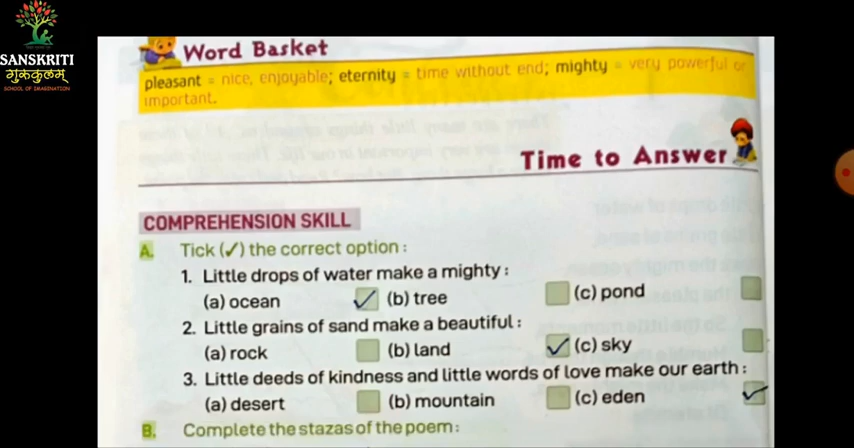 SANSKRITI
गुरुकुलम्
SCHOOL OF IMAGINATION
Word Basket
pleasant = nice, enjoyable; eternity = time without end; mighty = very powerful or
important.
Time to Answer
COMPREHENSION SKILL
A. Tick (✓) the correct option :
1. Little drops of water make a mighty :
(a) ocean ✓ (b) tree (c) pond
2. Little grains of sand make a beautiful :
(a) rock (b) land ✓ (c) sky
3. Little deeds of kindness and little words of love make our earth :
(a) desert (b) mountain (c) eden ✓
B. Complete the stazas of the poem :